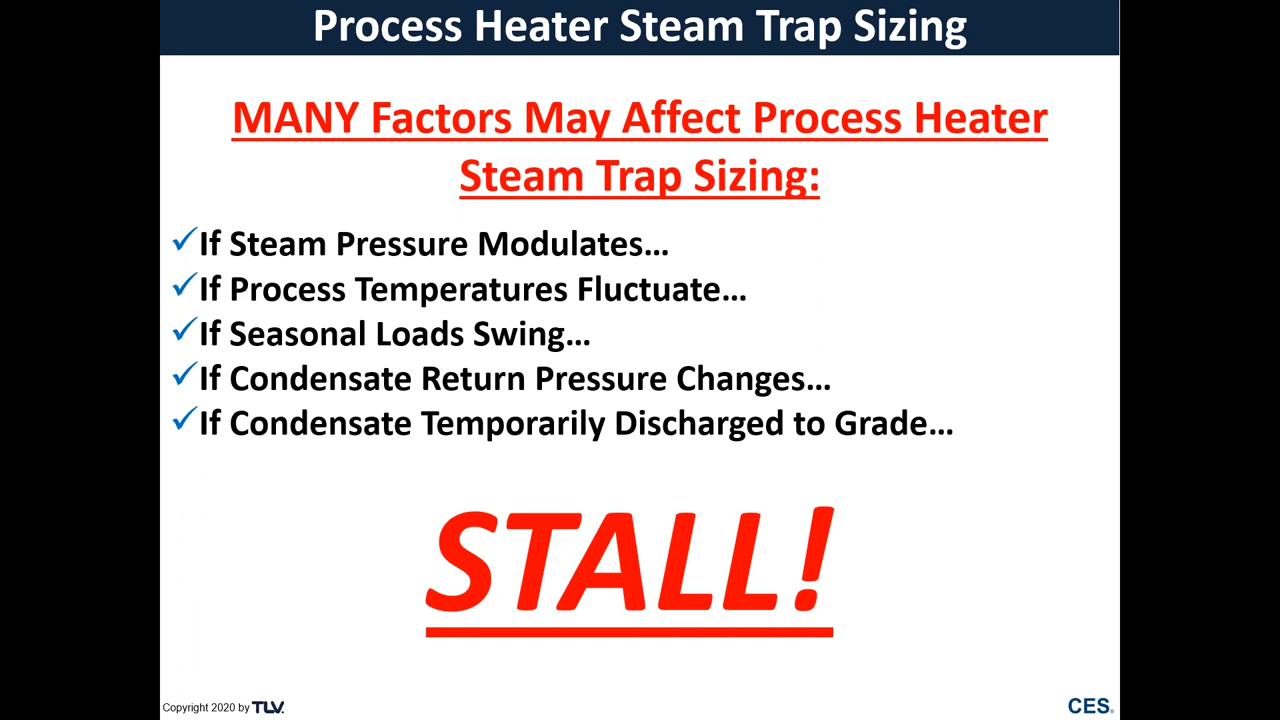 Process Heater Steam Trap Sizing
MANY Factors May Affect Process Heater
Steam Trap Sizing:
✓If Steam Pressure Modulates…
✓If Process Temperatures Fluctuate…
✓If Seasonal Loads Swing…
✓If Condensate Return Pressure Changes…
✓If Condensate Temporarily Discharged to Grade…
STALL!
Copyright 2020 by TLV.
CES®